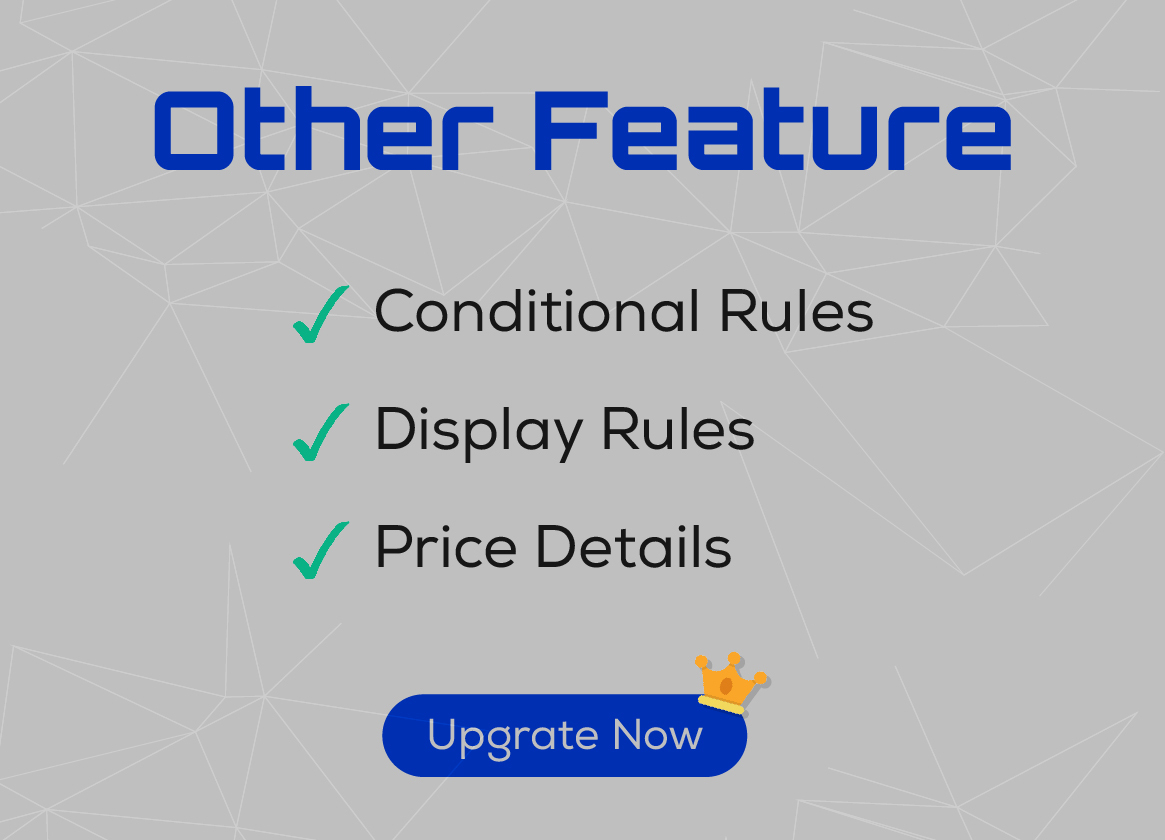 Other Feature
Conditional Rules
Display Rules
Price Details
Upgrate Now